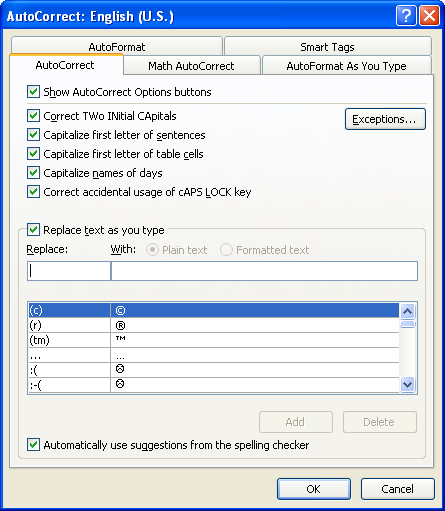 AutoCorrect: English (U.S.)
AutoFormat Smart Tags
AutoCorrect Math AutoCorrect AutoFormat As You Type
Show AutoCorrect Options buttons
Correct TWo INitial CApitals
Exceptions...
Capitalize first letter of sentences
Capitalize first letter of table cells
Capitalize names of days
Correct accidental usage of cAPS LOCK key
Replace text as you type
Replace: With: Plain text Formatted text
(c) ©
(r) ®
(tm) ™
... …
:( ☹
:-( ☹
Add Delete
Automatically use suggestions from the spelling checker
OK Cancel